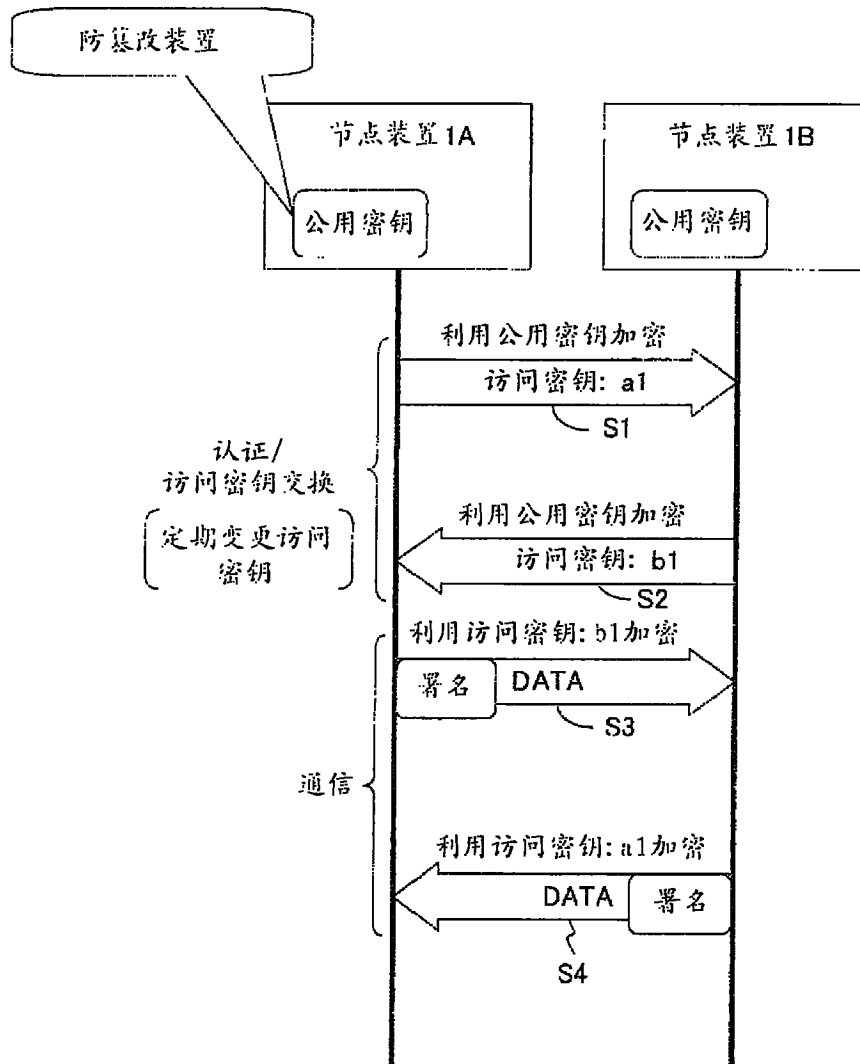 防篡改装置
节点装置1A
节点装置1B
公用密钥
公用密钥
利用公用密钥加密
访问密钥: a1
S1
认证/
访问密钥交换
定期变更访问
密钥
利用公用密钥加密
访问密钥: b1
S2
利用访问密钥: b1加密
署名
DATA
S3
通信
利用访问密钥: a1加密
DATA
署名
S4